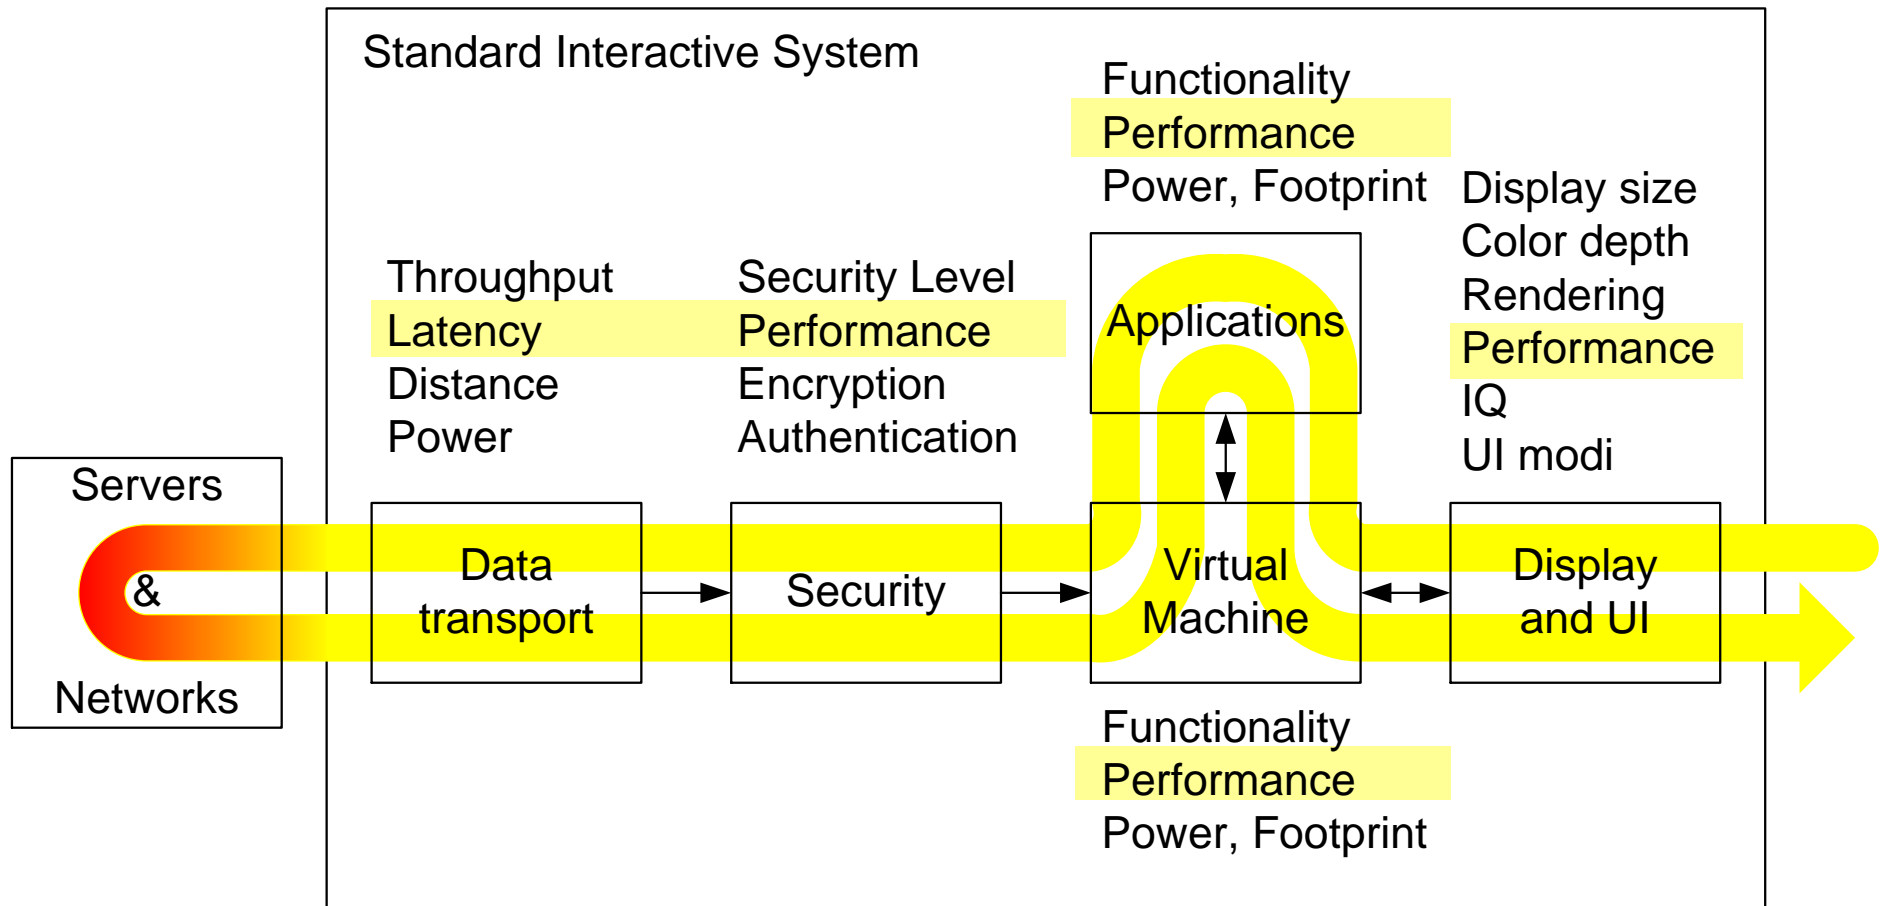 Standard Interactive System
Functionality
Performance
Power, Footprint
Display size
Color depth
Rendering
Performance
IQ
UI modi
Throughput
Latency
Distance
Power
Security Level
Performance
Encryption
Authentication
Applications
Servers
&
Networks
Data
transport
Security
Virtual
Machine
Display
and UI
Functionality
Performance
Power, Footprint